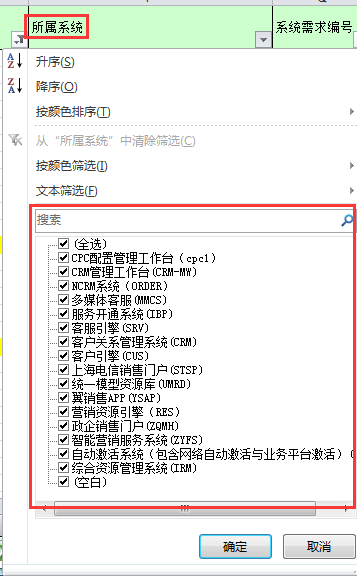 所属系统
系统需求编号
升序(S)
降序(O)
按颜色排序(T)
从“所属系统”中清除筛选(C)
按颜色筛选(I)
文本筛选(F)
搜索
(全选)
CPC配置管理工作台（cpc1）
CRM管理工作台(CRM-MW)
NCRM系统（ORDER)
多媒体客服(MMCS)
服务开通系统(IBP)
客服引擎(SRV)
客户关系管理系统(CRM)
客户引擎(CUS)
上海电信销售门户(STSP)
统一模型资源库(UMRD)
翼销售APP(YSAP)
营销资源引擎（RES)
政企销售门户(ZQMH)
智能营销服务系统(ZYFS)
自动激活系统（包含网络自动激活与业务平台激活）(
综合资源管理系统(IRM)
(空白)
确定
取消